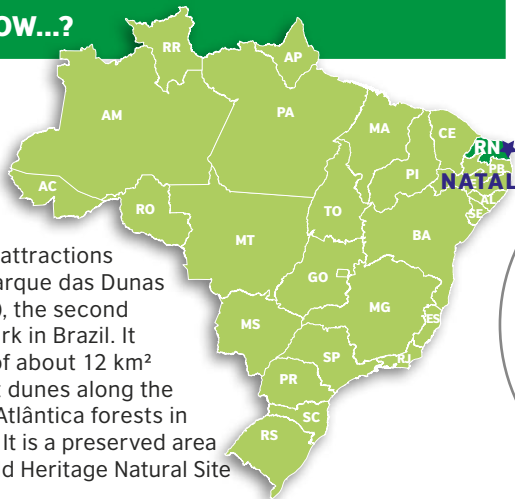 OW...?
RR
AP
AM
PA
MA
CE
RN
PB
PI
NATAL
AC
RO
TO
AL
SE
BA
MT
GO
MG
ES
MS
SP
RJ
PR
SC
RS
attractions
arque das Dunas
), the second
rk in Brazil. It
of about 12 km²
t dunes along the
Atlântica forests in
It is a preserved area
d Heritage Natural Site